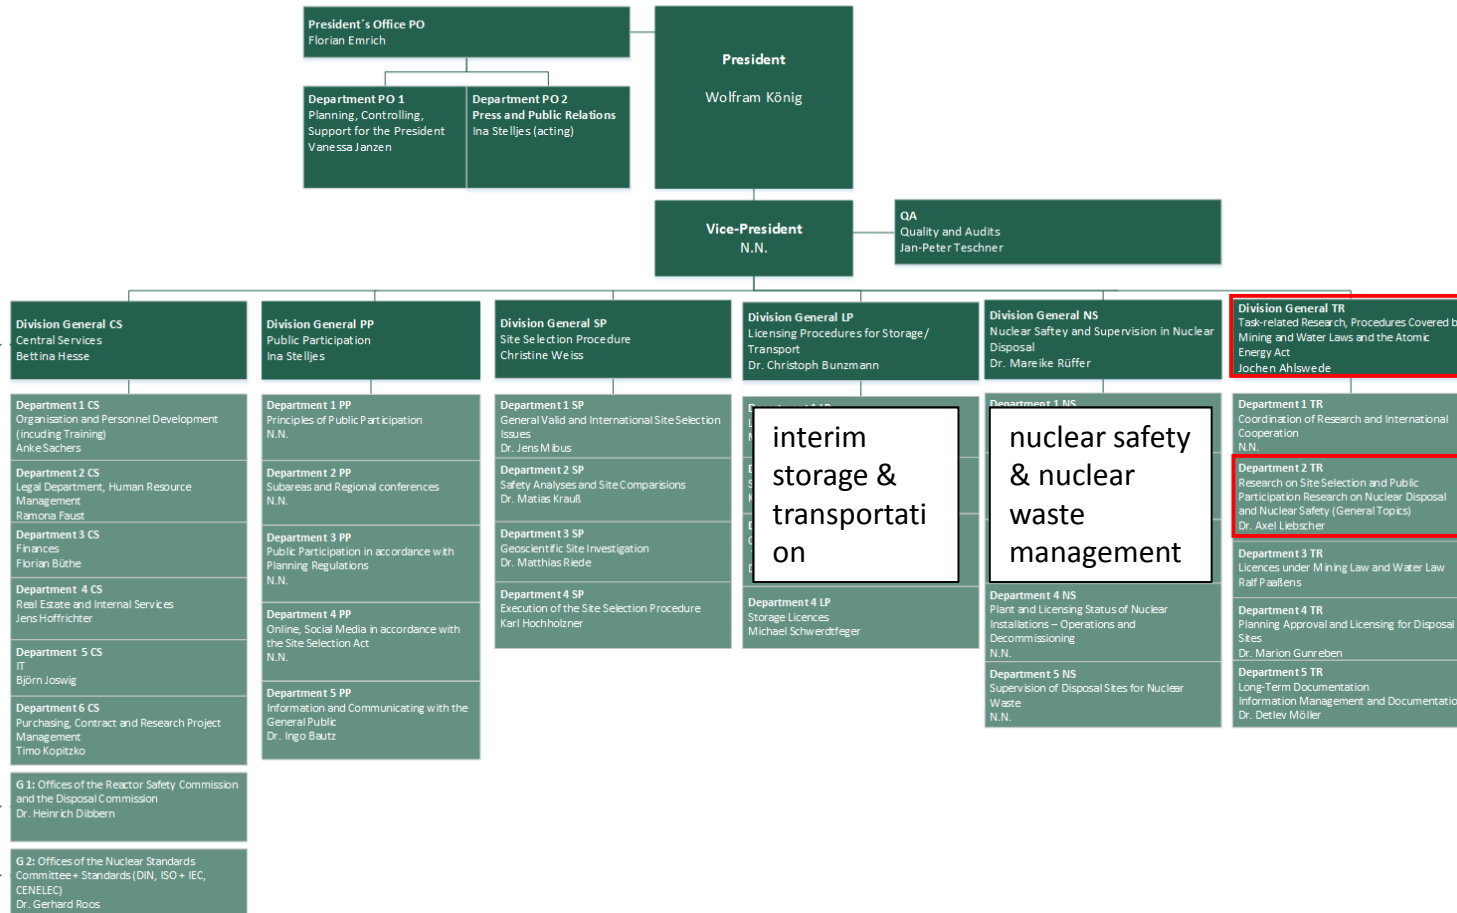 President´s Office PO
Florian Emrich
Department PO 1
Planning, Controlling,
Support for the President
Vanessa Janzen
Department PO 2
Press and Public Relations
Ina Stelljes (acting)
President
Wolfram König
Vice-President
N.N.
QA
Quality and Audits
Jan-Peter Teschner
Division General CS
Central Services
Bettina Hesse
Department 1 CS
Organisation and Personnel Development
(incuding Training)
Anke Sachers
Department 2 CS
Legal Department, Human Resource
Management
Ramona Faust
Department 3 CS
Finances
Florian Büthe
Department 4 CS
Real Estate and Internal Services
Jens Hoffrichter
Department 5 CS
IT
Björn Joswig
Department 6 CS
Purchasing, Contract and Research Project
Management
Timo Kopitzko
G 1: Offices of the Reactor Safety Commission
and the Disposal Commission
Dr. Heinrich Dibbern
G 2: Offices of the Nuclear Standards
Committee + Standards (DIN, ISO + IEC,
CENELEC)
Dr. Gerhard Roos
Division General PP
Public Participation
Ina Stelljes
Department 1 PP
Principles of Public Participation
N.N.
Department 2 PP
Subareas and Regional conferences
N.N.
Department 3 PP
Public Participation in accordance with
Planning Regulations
N.N.
Department 4 PP
Online, Social Media in accordance with
the Site Selection Act
N.N.
Department 5 PP
Information and Communicating with the
General Public
Dr. Ingo Bautz
Division General SP
Site Selection Procedure
Christine Weiss
Department 1 SP
General Valid and International Site Selection
Issues
Dr. Jens Mibus
Department 2 SP
Safety Analyses and Site Comparisions
Dr. Matias Krauß
Department 3 SP
Geoscientific Site Investigation
Dr. Matthias Riede
Department 4 SP
Execution of the Site Selection Procedure
Karl Hochholzner
Division General LP
Licensing Procedures for Storage/
Transport
Dr. Christoph Bunzmann
interim
storage &
transportati
on
Department 4 LP
Storage Licences
Michael Schwerdtfeger
Division General NS
Nuclear Saftey and Supervision in Nuclear
Disposal
Dr. Mareike Rüffer
Department 1 NS
nuclear safety
& nuclear
waste
management
Department 4 NS
Plant and Licensing Status of Nuclear
Installations – Operations and
Decommissioning
N.N.
Department 5 NS
Supervision of Disposal Sites for Nuclear
Waste
N.N.
Division General TR
Task-related Research, Procedures Covered b
Mining and Water Laws and the Atomic
Energy Act
Jochen Ahlswede
Department 1 TR
Coordination of Research and International
Cooperation
N.N.
Department 2 TR
Research on Site Selection and Public
Participation Research on Nuclear Disposal
and Nuclear Safety (General Topics)
Dr. Axel Liebscher
Department 3 TR
Licences under Mining Law and Water Law
Ralf Paaßens
Department 4 TR
Planning Approval and Licensing for Disposal
Sites
Dr. Marion Gunreben
Department 5 TR
Long-Term Documentation
Information Management and Documentatio
Dr. Detlev Möller